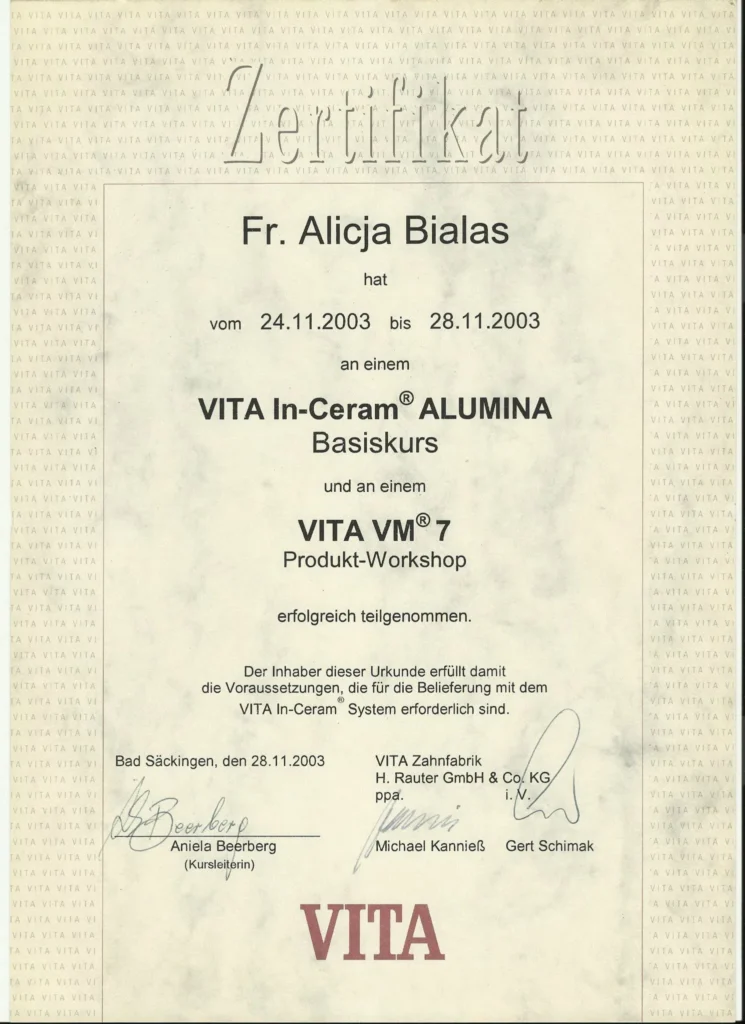 Zertifikat
Fr. Alicja Bialas
hat
vom 24.11.2003 bis 28.11.2003
an einem
VITA In-Ceram® ALUMINA
Basiskurs
und an einem
VITA VM® 7
Produkt-Workshop
erfolgreich teilgenommen.
Der Inhaber dieser Urkunde erfüllt damit
die Voraussetzungen, die für die Belieferung mit dem
VITA In-Ceram® System erforderlich sind.
Bad Säckingen, den 28.11.2003
VITA Zahnfabrik
H. Rauter GmbH & Co. KG
ppa. i. V.
Beerberg
Aniela Beerberg
(Kursleiterin)
Michael Kannieß Gert Schimak
VITA